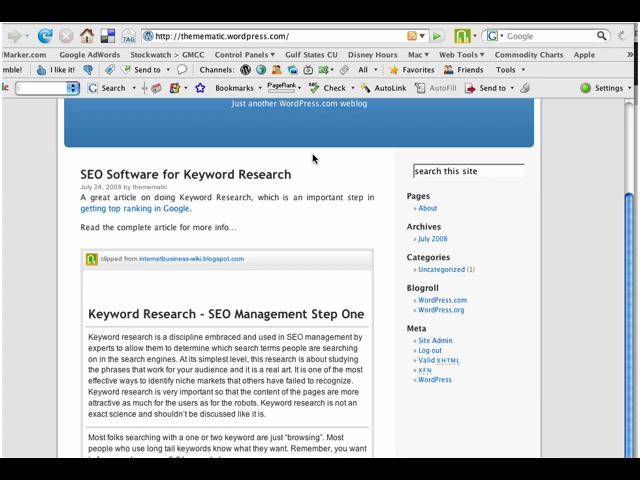 http://thememattic.wordpress.com/
Google
Marker.com Google AdWords Stockwatch > GMCC Control Panels Gulf States CU Disney Hours Mac Web Tools Commodity Charts Apple
mble! I like it! Send to Channels: All Favorites Friends Tools
Search Bookmarks PageRank Check AutoLink AutoFill Send to Settings
Just another WordPress.com weblog
SEO Software for Keyword Research
July 24, 2008 by thememattic
A great article on doing Keyword Research, which is an important step in
getting top ranking in Google.
Read the complete article for more info...
clipped from internetbusiness-wiki.blogspot.com
Keyword Research - SEO Management Step One
Keyword research is a discipline embraced and used in SEO management by
experts to allow them to determine which search terms people are searching
on in the search engines. At its simplest level, this research is about studying
the phrases that work for your audience and it is a real art. It is one of the most
effective ways to identify niche markets that others have failed to recognize.
Keyword research is very important so that the content of the pages are more
attractive as much for the users as for the robots. Keyword research is not an
exact science and shouldn't be discussed like it is.
Most folks searching with a one or two keyword are just "browsing". Most
people who use long tail keywords know what they want. Remember, you want
search this site
Pages
About
Archives
July 2008
Categories
Uncategorized (1)
Blogroll
WordPress.com
WordPress.org
Meta
Site Admin
Log out
Valid XHTML
XFN
WordPress